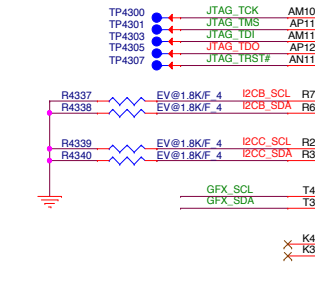 TP4300 JTAG_TCK AM10
TP4301 JTAG_TMS AP11
TP4303 JTAG_TDI AM11
TP4305 JTAG_TDO AP12
TP4307 JTAG_TRST# AN11
R4337 EV@1.8K/F_4 I2CB_SCL R7
R4338 EV@1.8K/F_4 I2CB_SDA R6
R4339 EV@1.8K/F_4 I2CC_SCL R2
R4340 EV@1.8K/F_4 I2CC_SDA R3
GFX_SCL T4
GFX_SDA T3
K4
K3